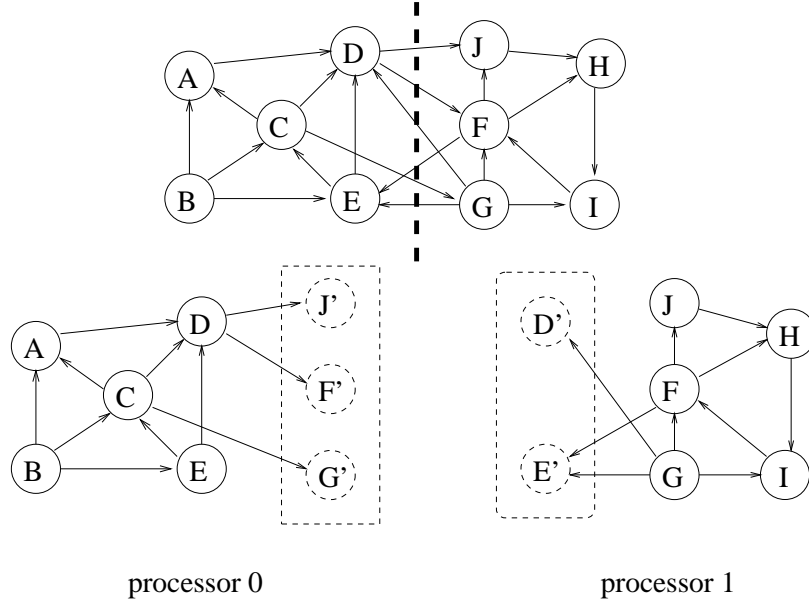 D J
A H
C F
B E G I
J'
D J
D'
A H
F'
C F
B E G' E' G I
processor 0 processor 1